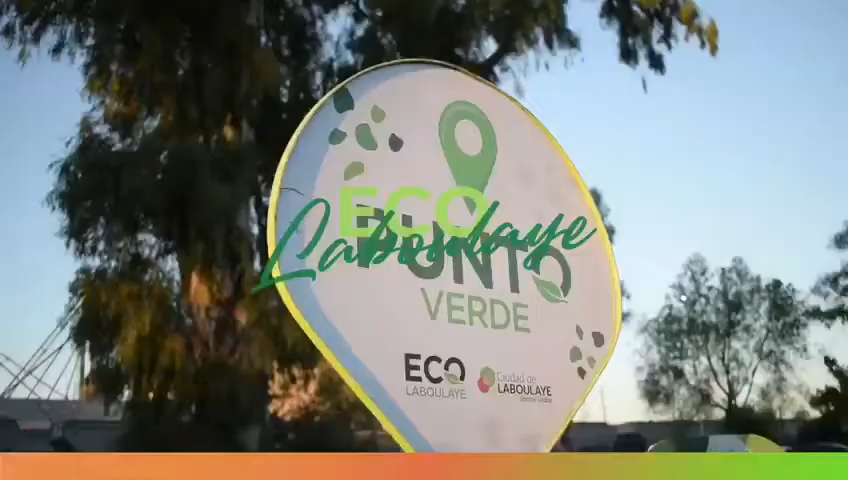 ECO
Laboulaye
PUNTO
VERDE
ECO
LABOULAYE
Ciudad de
LABOULAYE